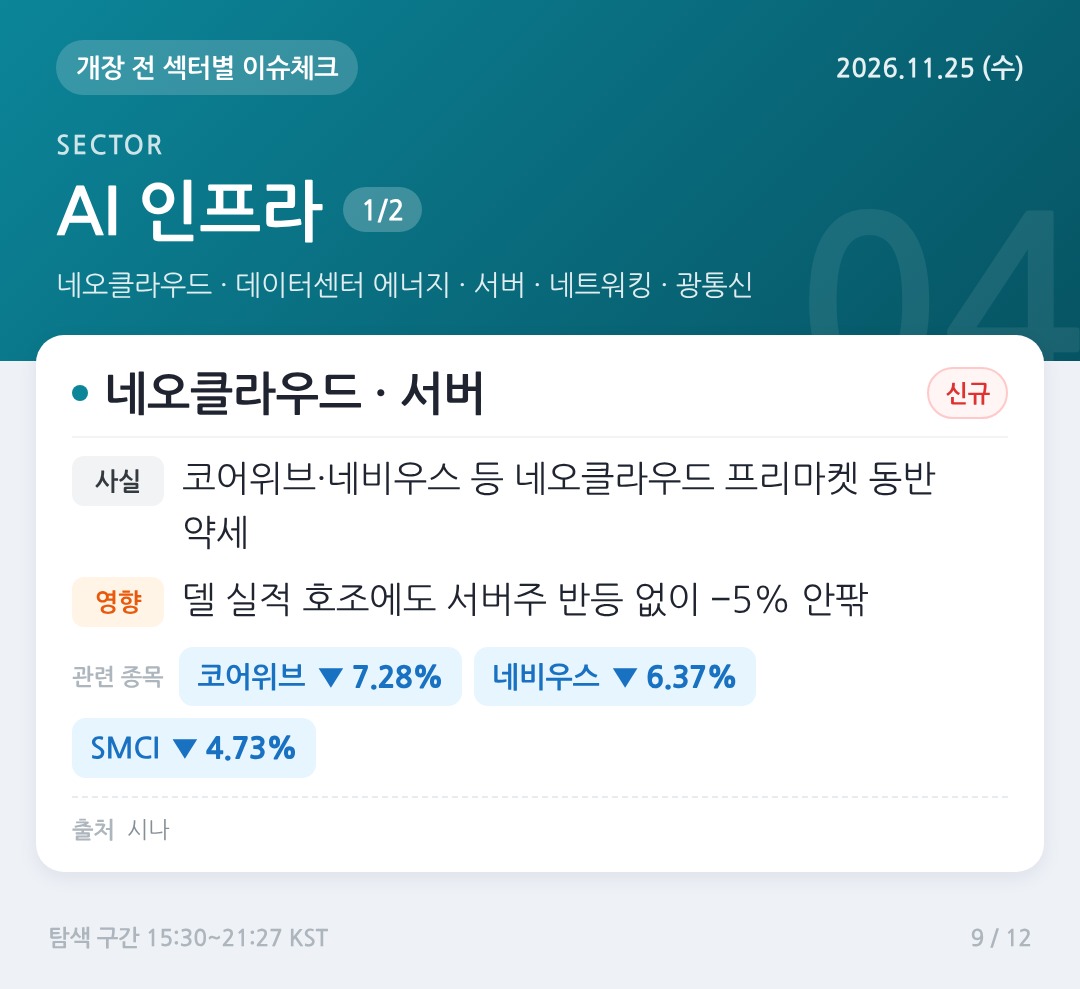 개장 전 섹터별 이슈체크
2026.11.25 (수)
SECTOR
AI 인프라 1/2
네오클라우드 · 데이터센터 에너지 · 서버 · 네트워킹 · 광통신
04
네오클라우드 · 서버
신규
사실 코어위브·네비우스 등 네오클라우드 프리마켓 동반
약세
영향 델 실적 호조에도 서버주 반등 없이 −5% 안팎
관련 종목 코어위브 ▼ 7.28% 네비우스 ▼ 6.37%
SMCI ▼ 4.73%
출처 시나
탐색 구간 15:30~21:27 KST
9 / 12